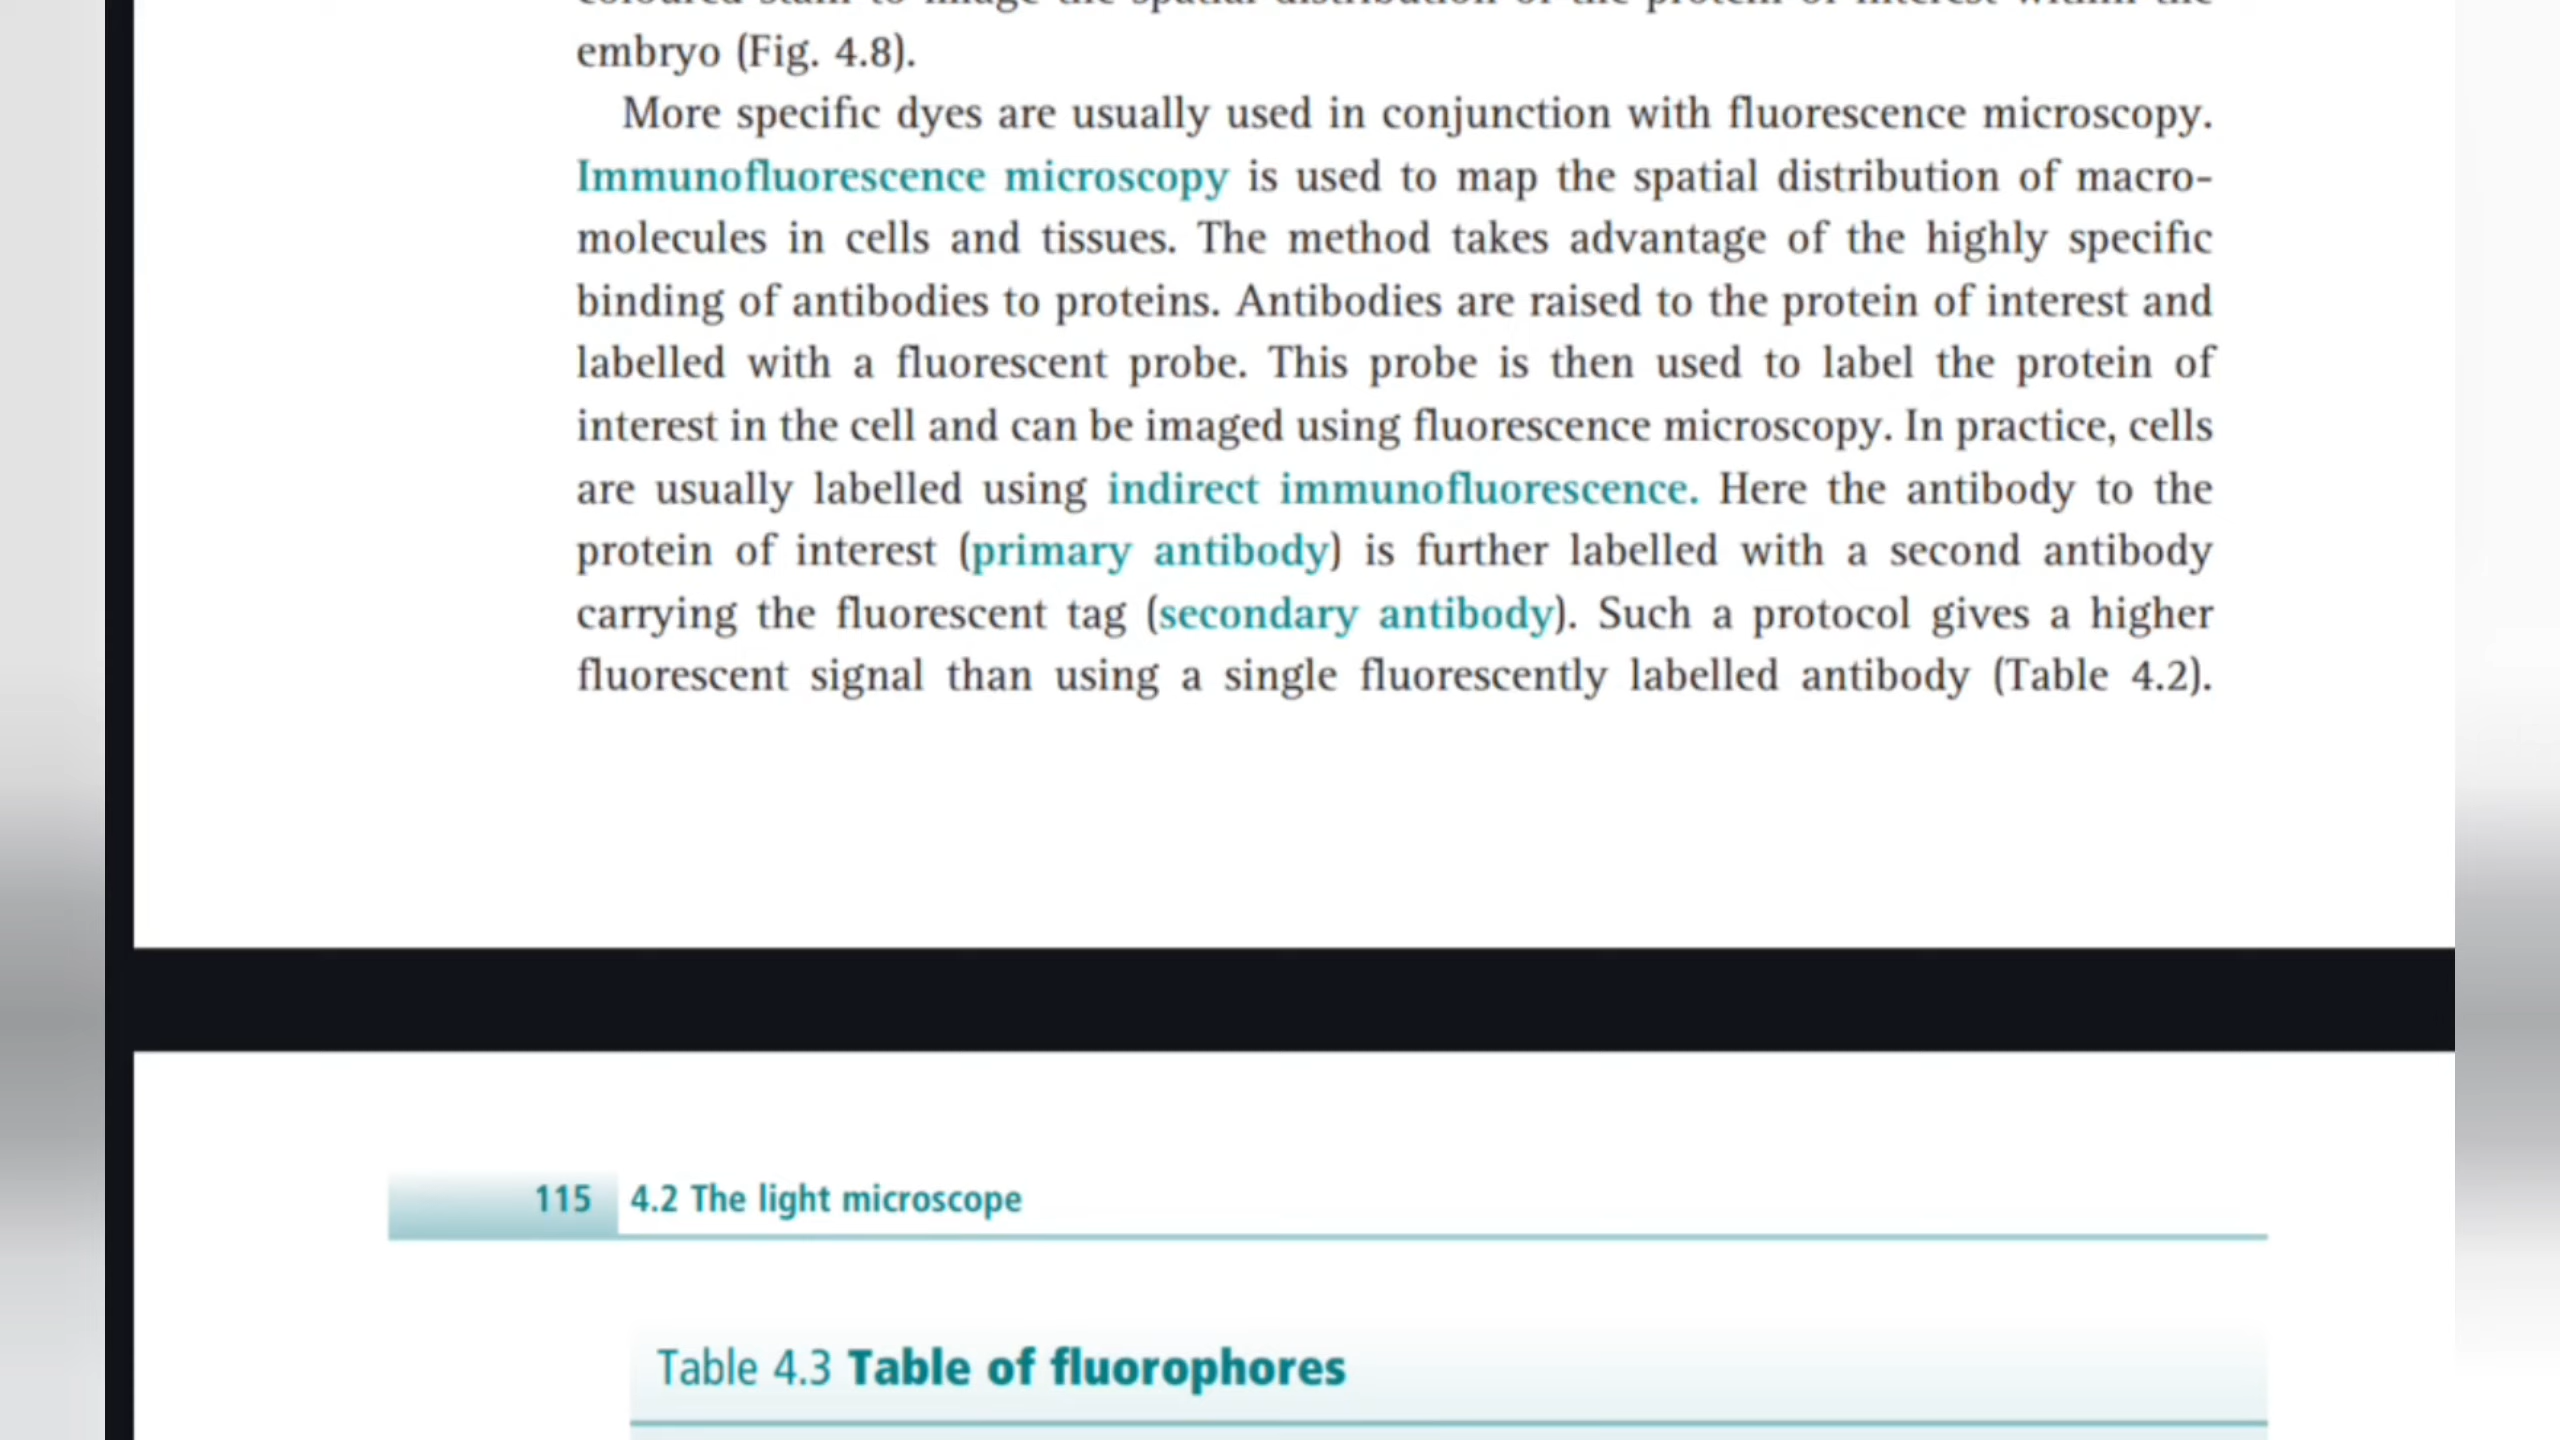 embryo (Fig. 4.8).
More specific dyes are usually used in conjunction with fluorescence microscopy.
Immunofluorescence microscopy is used to map the spatial distribution of macro-
molecules in cells and tissues. The method takes advantage of the highly specific
binding of antibodies to proteins. Antibodies are raised to the protein of interest and
labelled with a fluorescent probe. This probe is then used to label the protein of
interest in the cell and can be imaged using fluorescence microscopy. In practice, cells
are usually labelled using indirect immunofluorescence. Here the antibody to the
protein of interest (primary antibody) is further labelled with a second antibody
carrying the fluorescent tag (secondary antibody). Such a protocol gives a higher
fluorescent signal than using a single fluorescently labelled antibody (Table 4.2).
115 4.2 The light microscope
Table 4.3 Table of fluorophores